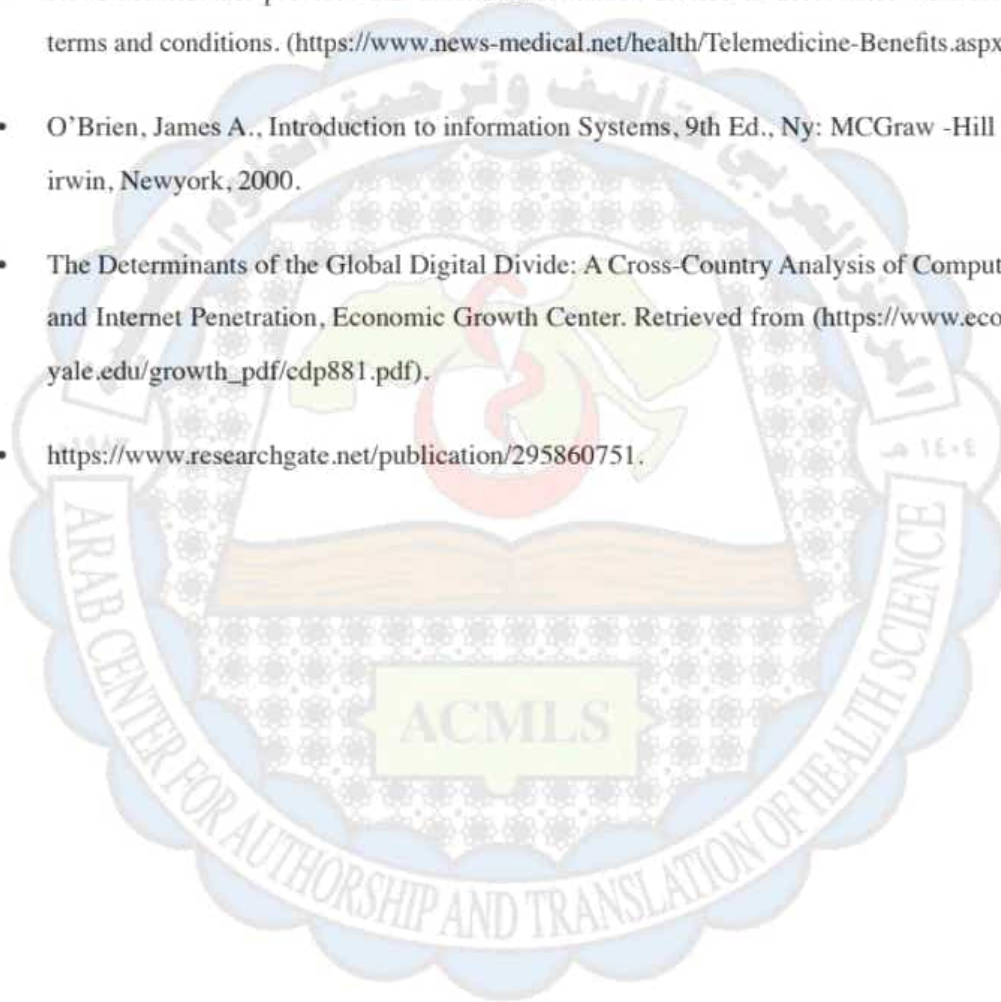 terms and conditions. (https://www.news-medical.net/health/Telemedicine-Benefits.aspx
• O’Brien, James A., Introduction to information Systems, 9th Ed., Ny: MCGraw -Hill
irwin, Newyork, 2000.
• The Determinants of the Global Digital Divide: A Cross-Country Analysis of Comput
and Internet Penetration, Economic Growth Center. Retrieved from (https://www.eco
yale.edu/growth_pdf/cdp881.pdf).
• https://www.researchgate.net/publication/295860751.
١٤٠٤ هـ
ACMLS
ARAB CENTER FOR AUTHORSHIP AND TRANSLATION OF HEALTH SCIENCE